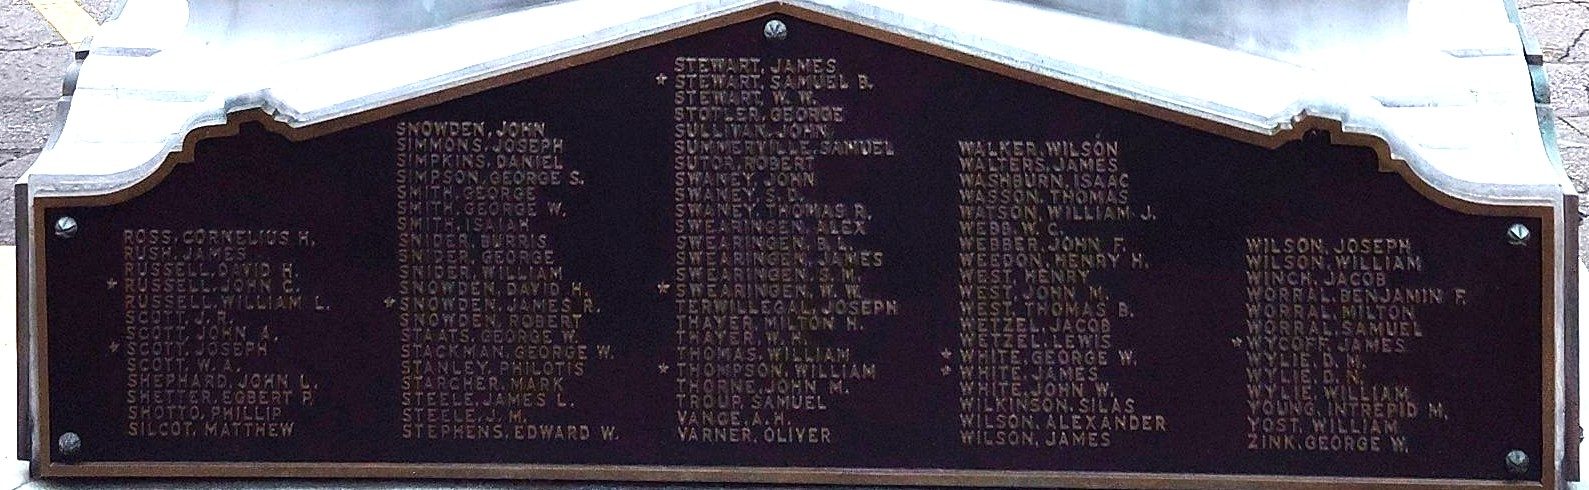 ROSS, CORNELIUS H.
RUSH, JAMES
RUSSELL, DAVID H.
* RUSSELL, JOHN C.
RUSSELL, WILLIAM L.
SCOTT, J. R.
SCOTT, JOHN A.
* SCOTT, JOSEPH
SCOTT, W. A.
SHEPHARD, JOHN L.
SHETTER, EGBERT P.
SHOTTO, PHILLIP
SILCOT, MATTHEW
SNOWDEN, JOHN
SIMMONS, JOSEPH
SIMPKINS, DANIEL
SIMPSON, GEORGE S.
SMITH, GEORGE
SMITH, GEORGE W.
SMITH, ISAIAH
SNIDER, BURRIS
SNIDER, GEORGE
SNIDER, WILLIAM
SNOWDEN, DAVID H.
* SNOWDEN, JAMES R.
SNOWDEN, ROBERT
STAATS, GEORGE W.
STACKMAN, GEORGE W.
STANLEY, PHILOTIS
STARCHER, MARK
STEELE, JAMES L.
STEELE, J. M.
STEPHENS, EDWARD W.
STEWART, JAMES
* STEWART, SAMUEL B.
STEWART, W. W.
STOTLER, GEORGE
SULLIVAN, JOHN
SUMMERVILLE, SAMUEL
SUTOR, ROBERT
SWANEY, JOHN
SWANEY, S. D.
SWANEY, THOMAS R.
SWEARINGEN, ALEX
SWEARINGEN, B. L.
SWEARINGEN, JAMES
SWEARINGEN, S. M.
* SWEARINGEN, W. W.
TERWILLEGAL, JOSEPH
THAYER, MILTON H.
THAYER, W. H.
THOMAS, WILLIAM
* THOMPSON, WILLIAM
THORNE, JOHN M.
TROUP, SAMUEL
VANCE, A. H.
VARNER, OLIVER
WALKER, WILSON
WALTERS, JAMES
WASHBURN, ISAAC
WASSON, THOMAS
WATSON, WILLIAM J.
WEBB, W. C.
WEBBER, JOHN F.
WEEDON, HENRY H.
WEST, HENRY
WEST, JOHN M.
WEST, THOMAS B.
WETZEL, JACOB
WETZEL, LEWIS
* WHITE, GEORGE W.
* WHITE, JAMES
WHITE, JOHN W.
WILKINSON, SILAS
WILSON, ALEXANDER
WILSON, JAMES
WILSON, JOSEPH
WILSON, WILLIAM
WINCH, JACOB
WORRAL, BENJAMIN F.
WORRAL, MILTON
WORRAL, SAMUEL
* WYCOFF, JAMES
WYLIE, D. M.
WYLIE, D. N.
WYLIE, WILLIAM
YOUNG, INTREPID M.
YOST, WILLIAM
ZINK, GEORGE W.